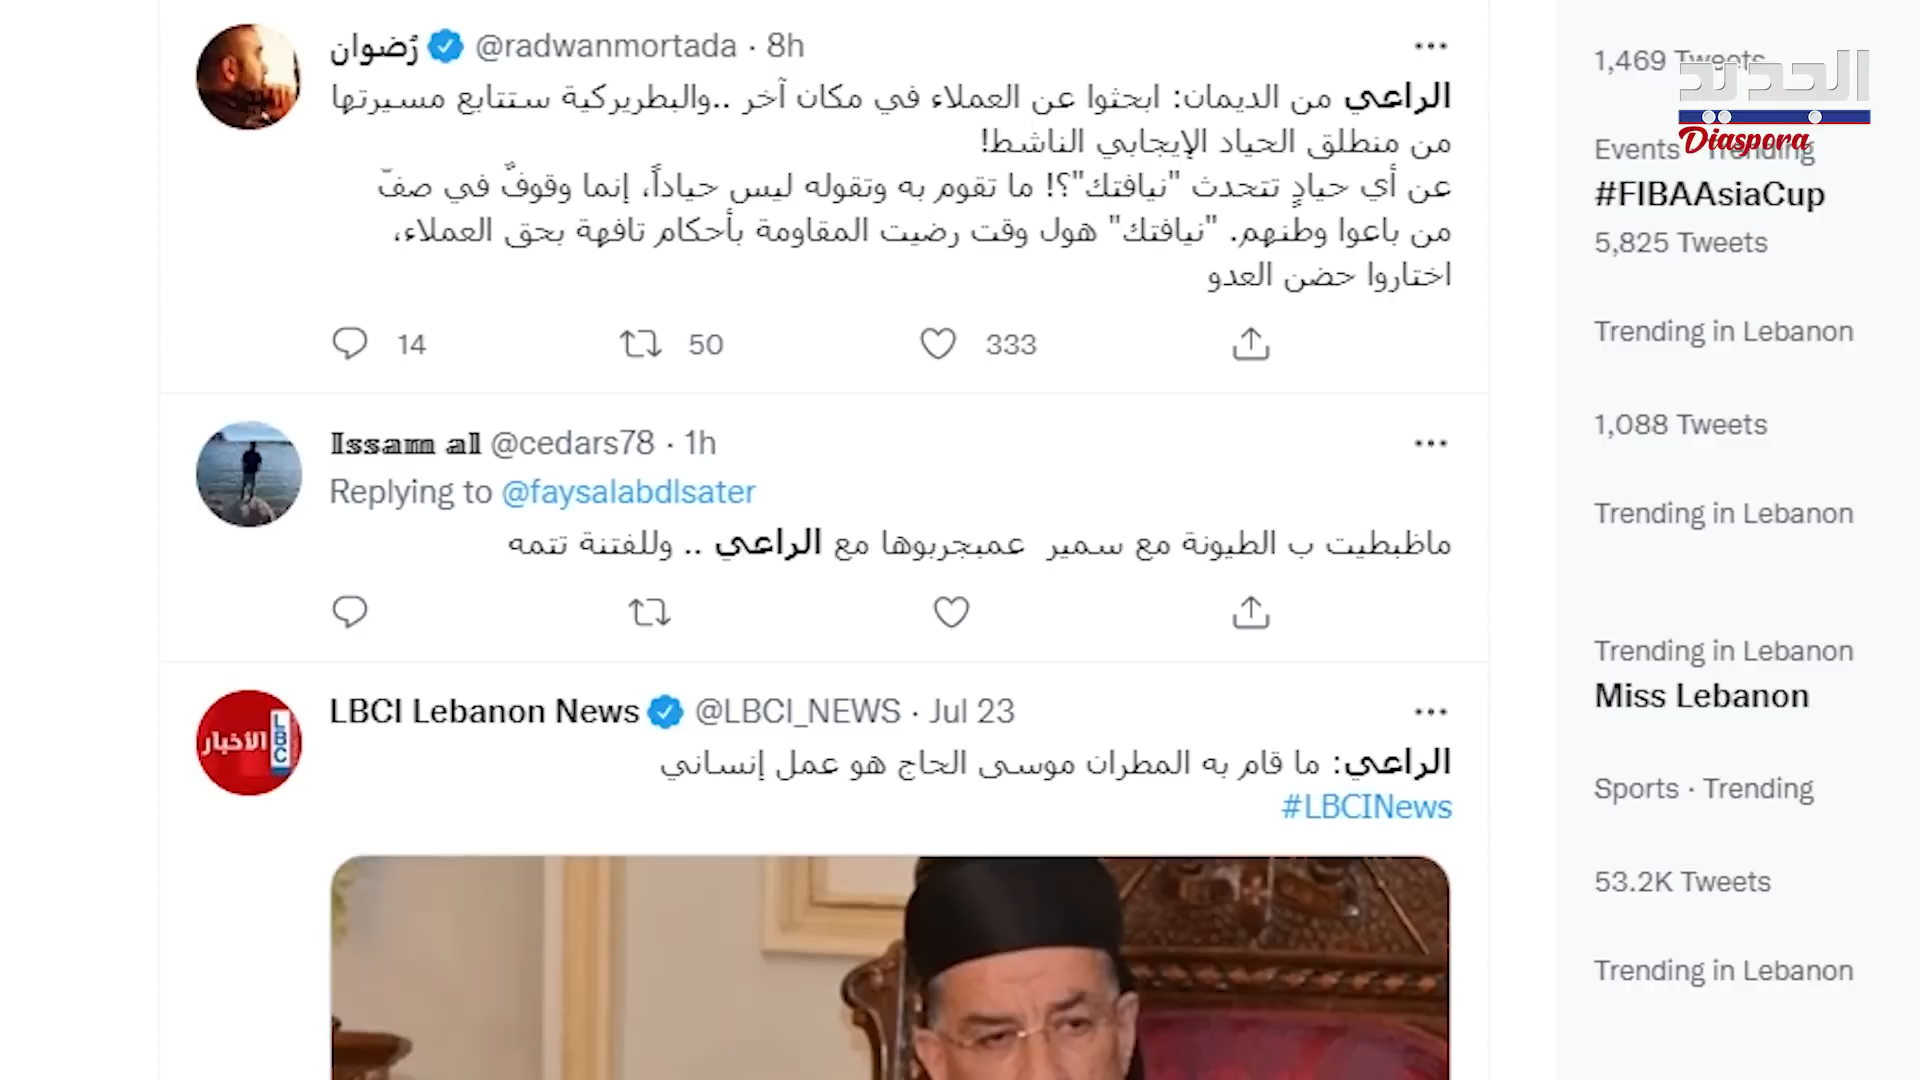 رُضوان @radwanmortada · 8h
الراعي من الديمان: ابحثوا عن العملاء في مكان آخر ..والبطريركية ستتابع مسيرتها
من منطلق الحياد الإيجابي الناشط!
عن أي حيادٍ تتحدث "نيافتك"؟! ما تقوم به وتقوله ليس حياداً، إنما وقوفٌ في صفّ
من باعوا وطنهم. "نيافتك" هول وقت رضيت المقاومة بأحكام تافهة بحق العملاء،
اختاروا حضن العدو
14 50 333
Issam al @cedars78 · 1h
Replying to @faysalabdlsater
ماظبطيت ب الطيونة مع سمير عمبجربوها مع الراعي .. وللفتنة تتمه
LBCI Lebanon News @LBCI_NEWS · Jul 23
الراعي: ما قام به المطران موسى الحاج هو عمل إنساني
#LBCINews
الأخبار
LBC
1,469 Tweets
الجديد
Diaspora
Events · Trending
#FIBAAsiaCup
5,825 Tweets
Trending in Lebanon
1,088 Tweets
Trending in Lebanon
Trending in Lebanon
Miss Lebanon
Sports · Trending
53.2K Tweets
Trending in Lebanon